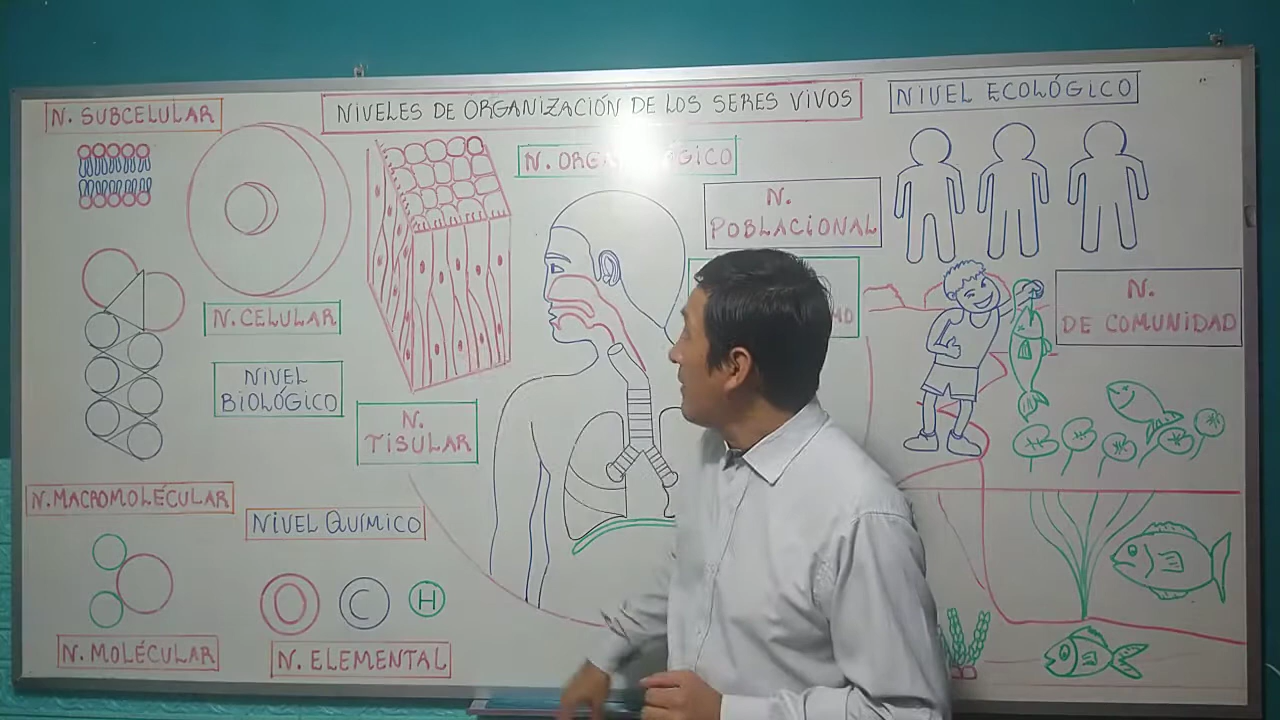 N. SUBCELULAR
NIVELES DE ORGANIZACIÓN DE LOS SERES VIVOS
NIVEL ECOLÓGICO
N.
POBLACIONAL
N.
DE COMUNIDAD
N. CELULAR
NIVEL
BIOLÓGICO
N.
TISULAR
N. MACROMOLÉCULAR
NIVEL QUÍMICO
O
C
H
N. MOLÉCULAR
N. ELEMENTAL